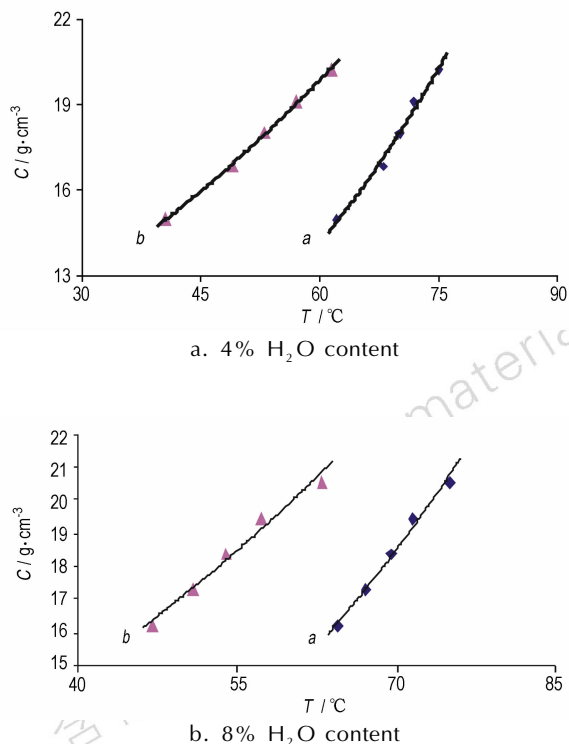 22
19
16
13
C / g·cm⁻³
b
a
30 45 60 75 90
T / ℃
a. 4% H₂O content
materia
22
21
20
19
18
17
16
15
C / g·cm⁻³
b
a
40 55 70 85
T / ℃
b. 8% H₂O content